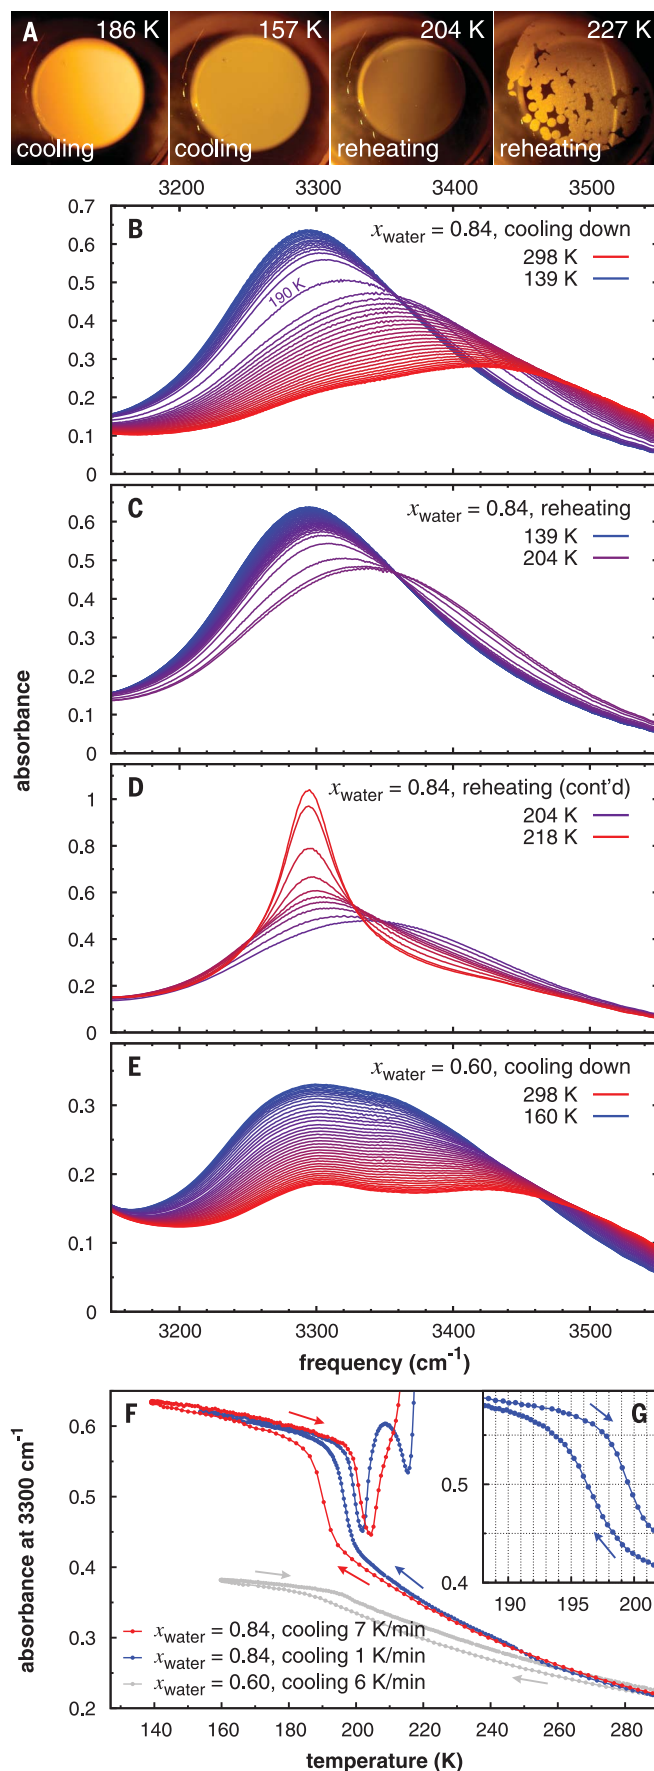 A
186 K
157 K
204 K
227 K
cooling
cooling
reheating
reheating
3200 3300 3400 3500
B
x_water = 0.84, cooling down
298 K
139 K
190 K
0.7
0.6
0.5
0.4
0.3
0.2
0.1
0
C
x_water = 0.84, reheating
139 K
204 K
0.6
0.5
0.4
0.3
0.2
0.1
0
absorbance
D
x_water = 0.84, reheating (cont'd)
204 K
218 K
1
0.8
0.6
0.4
0.2
0
E
x_water = 0.60, cooling down
298 K
160 K
0.3
0.2
0.1
0
3200 3300 3400 3500
frequency (cm⁻¹)
F
G
absorbance at 3300 cm⁻¹
0.6
0.5
0.4
0.3
0.2
0.5
0.4
190 195 200
x_water = 0.84, cooling 7 K/min
x_water = 0.84, cooling 1 K/min
x_water = 0.60, cooling 6 K/min
140 160 180 200 220 240 260 280
temperature (K)